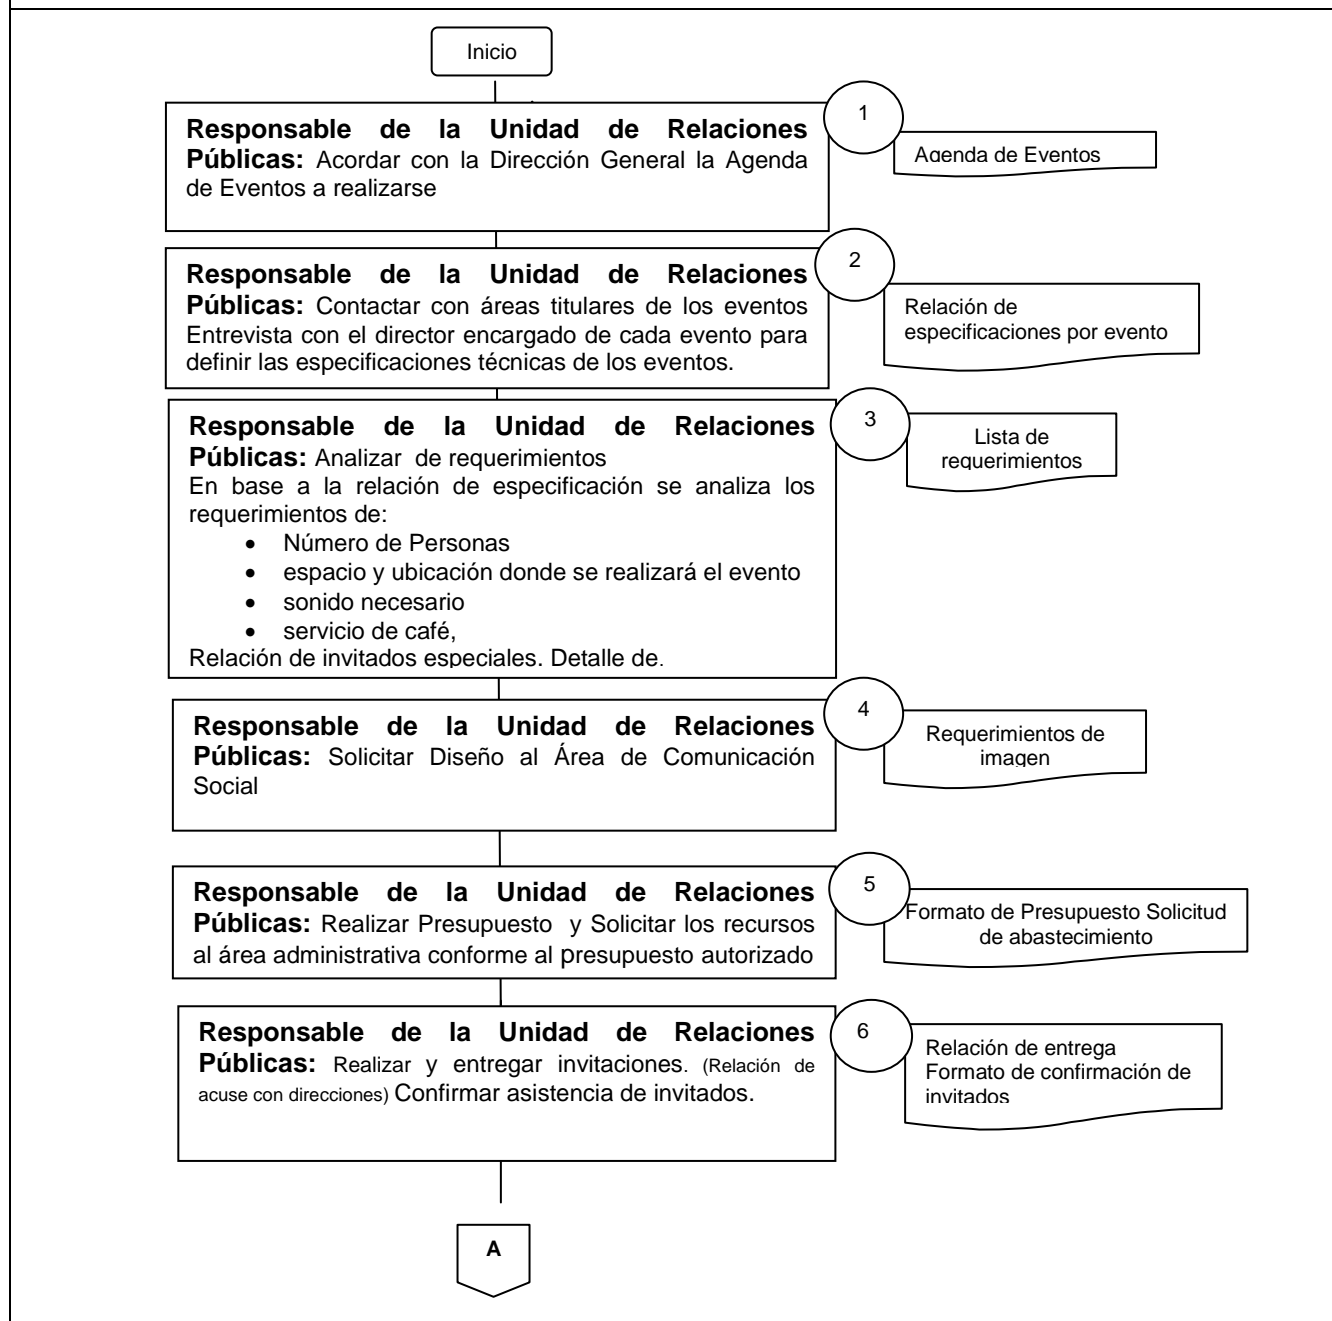 Inicio
Responsable de la Unidad de Relaciones
Públicas: Acordar con la Dirección General la Agenda
de Eventos a realizarse
1
Agenda de Eventos
Responsable de la Unidad de Relaciones
Públicas: Contactar con áreas titulares de los eventos
Entrevista con el director encargado de cada evento para
definir las especificaciones técnicas de los eventos.
2
Relación de
especificaciones por evento
Responsable de la Unidad de Relaciones
Públicas: Analizar de requerimientos
En base a la relación de especificación se analiza los
requerimientos de:
• Número de Personas
• espacio y ubicación donde se realizará el evento
• sonido necesario
• servicio de café,
Relación de invitados especiales. Detalle de.
3
Lista de
requerimientos
Responsable de la Unidad de Relaciones
Públicas: Solicitar Diseño al Área de Comunicación
Social
4
Requerimientos de
imagen
Responsable de la Unidad de Relaciones
Públicas: Realizar Presupuesto y Solicitar los recursos
al área administrativa conforme al presupuesto autorizado
5
Formato de Presupuesto Solicitud
de abastecimiento
Responsable de la Unidad de Relaciones
Públicas: Realizar y entregar invitaciones. (Relación de
acuse con direcciones) Confirmar asistencia de invitados.
6
Relación de entrega
Formato de confirmación de
invitados
A